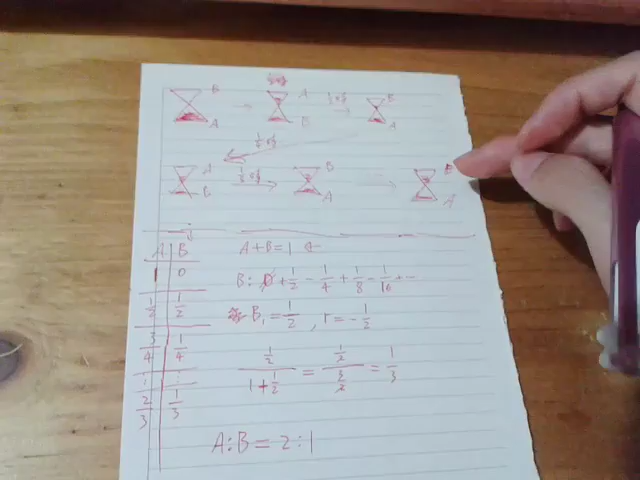 B A B
A B A
A B B
B A A
A B
1 0
1/2 1/2
3/4 1/4
2/3 1/3
A+B=1 ←
B: 0+1/2-1/4+1/8-1/16+…
B₁=1/2, r=-1/2
(1/2)/(1+1/2)=(1/2)/(3/2)=1/3
A:B=2:1